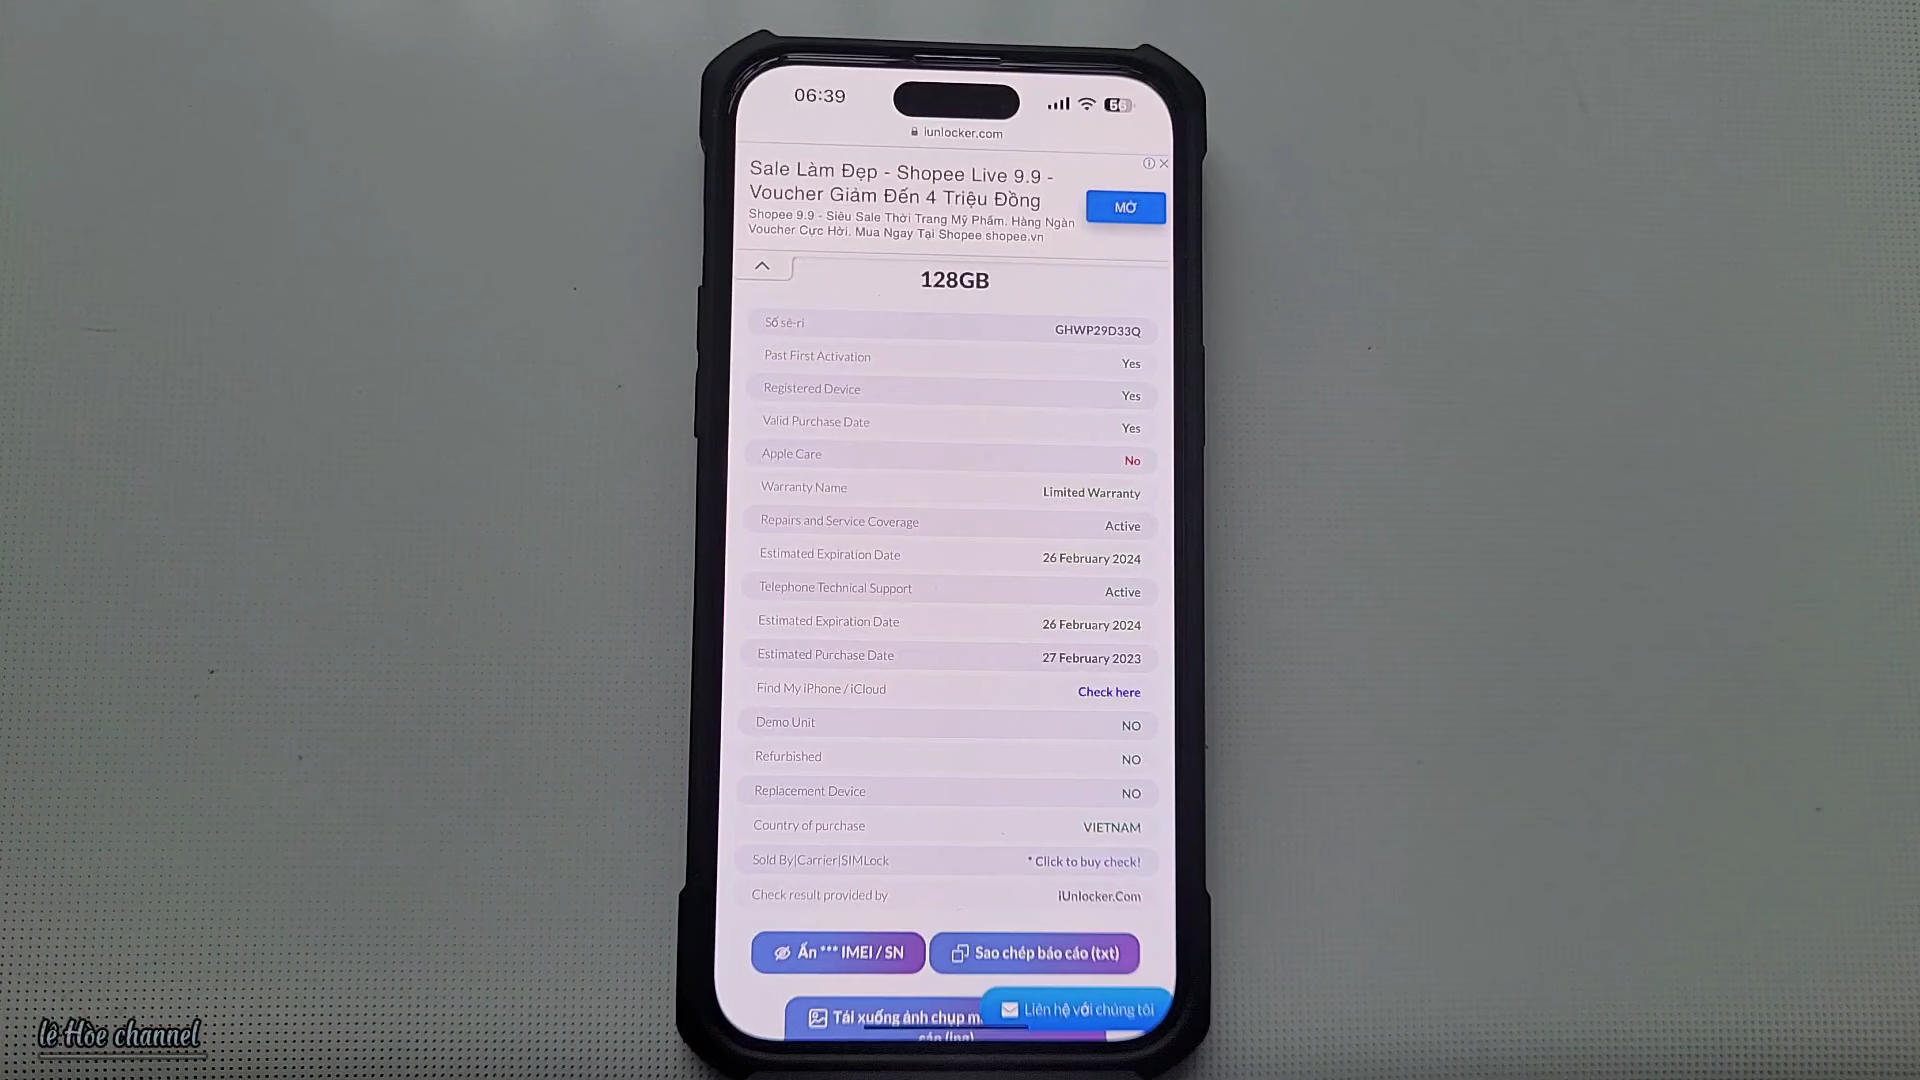 06:39
56
iunlocker.com
Sale Làm Đẹp - Shopee Live 9.9 -
Voucher Giảm Đến 4 Triệu Đồng
Shopee 9.9 - Siêu Sale Thời Trang Mỹ Phẩm. Hàng Ngàn
Voucher Cực Hời. Mua Ngay Tại Shopee shopee.vn
MỞ
128GB
Số sê-ri GHWP29D33Q
Past First Activation Yes
Registered Device Yes
Valid Purchase Date Yes
Apple Care No
Warranty Name Limited Warranty
Repairs and Service Coverage Active
Estimated Expiration Date 26 February 2024
Telephone Technical Support Active
Estimated Expiration Date 26 February 2024
Estimated Purchase Date 27 February 2023
Find My iPhone / iCloud Check here
Demo Unit NO
Refurbished NO
Replacement Device NO
Country of purchase VIETNAM
Sold By|Carrier|SIMLock * Click to buy check!
Check result provided by iUnlocker.Com
Ẩn *** IMEI / SN
Sao chép báo cáo (txt)
Tải xuống ảnh chụp m
Liên hệ với chúng tôi
lê Hòe channel